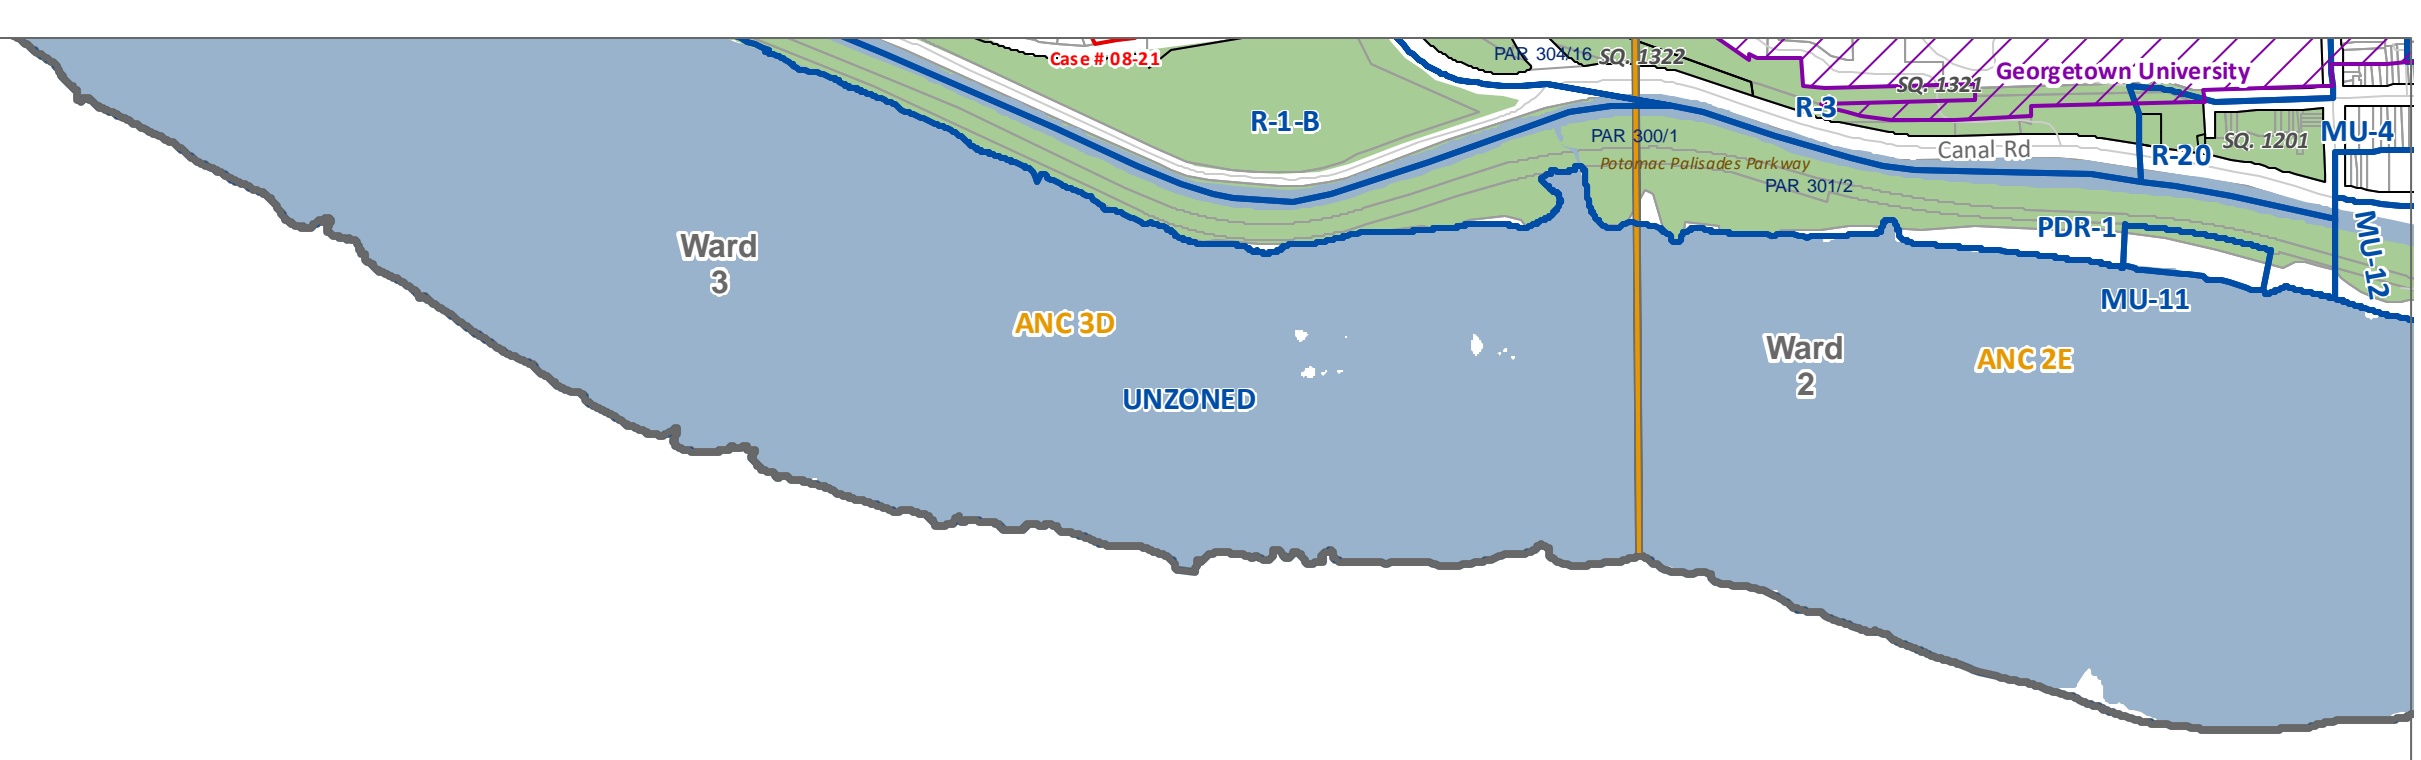 PAR 304/16
SQ. 1322
Case # 08-21
Georgetown University
SQ. 1321
R-3
R-1-B
MU-4
PAR 300/1
SQ. 1201
Canal Rd
R-20
Potomac Palisades Parkway
PAR 301/2
PDR-1
MU-12
Ward
3
MU-11
ANC 3D
Ward
2
ANC 2E
UNZONED